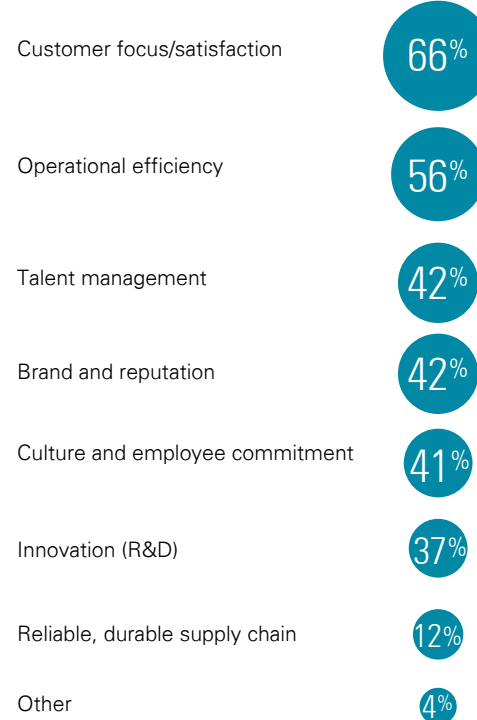 Customer focus/satisfaction 66%
Operational efficiency 56%
Talent management 42%
Brand and reputation 42%
Culture and employee commitment 41%
Innovation (R&D) 37%
Reliable, durable supply chain 12%
Other 4%